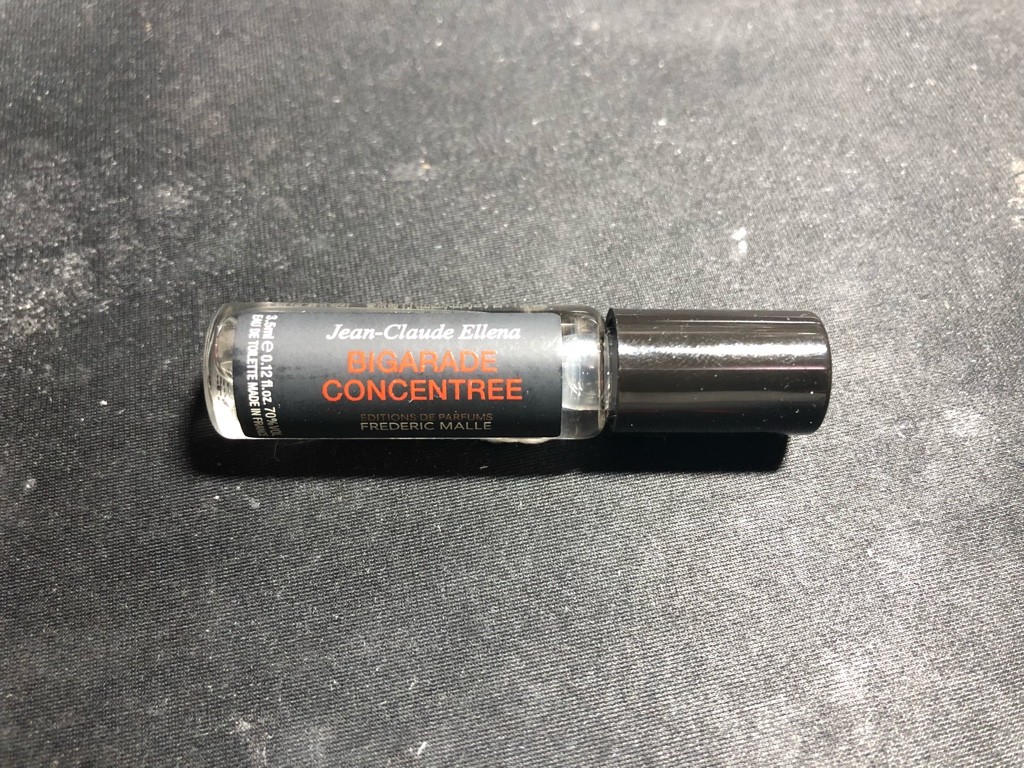 Jean-Claude Ellena
BIGARADE
CONCENTREE
EDITIONS DE PARFUMS
FREDERIC MALLE
3.5ml e 0.12 fl.oz. 70%
EAU DE TOILETTE MADE IN